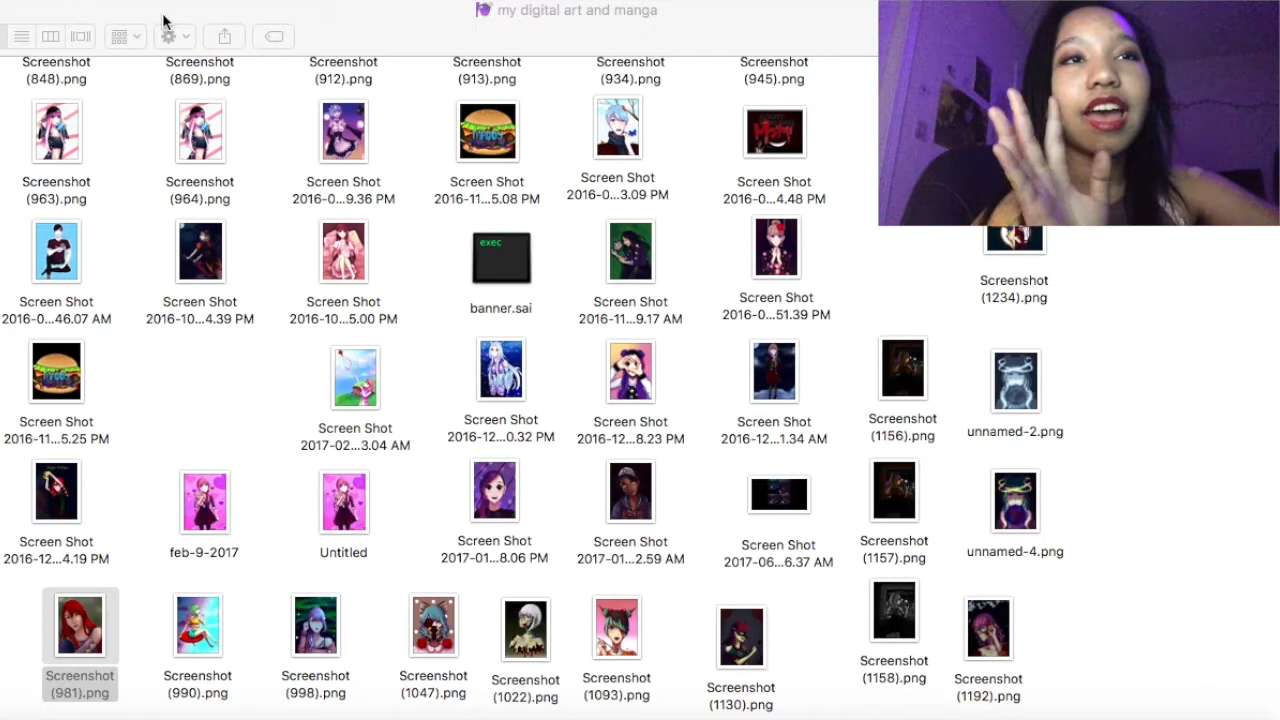 my digital art and manga
Screenshot
(848).png
Screenshot
(869).png
Screenshot
(912).png
Screenshot
(913).png
Screenshot
(934).png
Screenshot
(945).png
Screenshot
(963).png
Screenshot
(964).png
Screen Shot
2016-0...9.36 PM
Screen Shot
2016-11...5.08 PM
Screen Shot
2016-0...3.09 PM
Screen Shot
2016-0...4.48 PM
Screen Shot
2016-0...46.07 AM
Screen Shot
2016-10...4.39 PM
Screen Shot
2016-10...5.00 PM
exec
banner.sai
Screen Shot
2016-11...9.17 AM
Screen Shot
2016-0...51.39 PM
Screenshot
(1234).png
Screen Shot
2016-11...5.25 PM
Screen Shot
2017-02...3.04 AM
Screen Shot
2016-12...0.32 PM
Screen Shot
2016-12...8.23 PM
Screen Shot
2016-12...1.34 AM
Screenshot
(1156).png
unnamed-2.png
Screen Shot
2016-12...4.19 PM
feb-9-2017
Untitled
Screen Shot
2017-01...8.06 PM
Screen Shot
2017-01...2.59 AM
Screen Shot
2017-06...6.37 AM
Screenshot
(1157).png
unnamed-4.png
Screenshot
(981).png
Screenshot
(990).png
Screenshot
(998).png
Screenshot
(1047).png
Screenshot
(1022).png
Screenshot
(1093).png
Screenshot
(1130).png
Screenshot
(1158).png
Screenshot
(1192).png